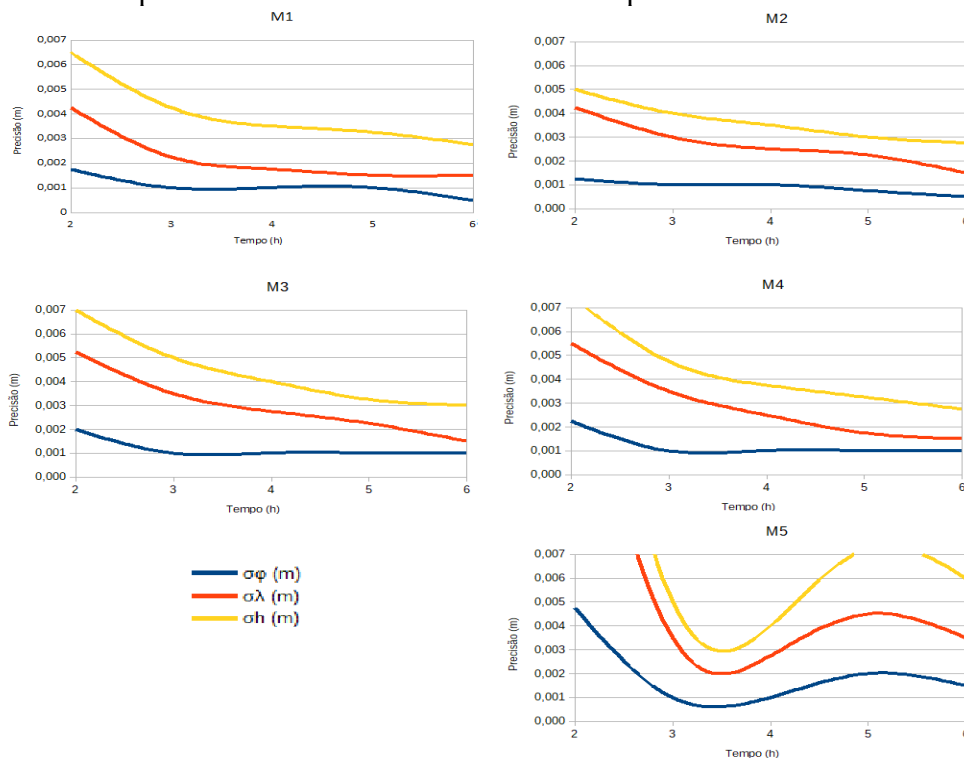 M1
0,007
0,006
0,005
0,004
0,003
0,002
0,001
0
Precisão (m)
2 3 4 5 6
Tempo (h)
M2
0,007
0,006
0,005
0,004
0,003
0,002
0,001
0,000
Precisão (m)
2 3 4 5
Tempo (h)
M3
0,007
0,006
0,005
0,004
0,003
0,002
0,001
0,000
Precisão (m)
2 3 4 5 6
Tempo (h)
M4
0,007
0,006
0,005
0,004
0,003
0,002
0,001
0,000
Precisão (m)
2 3 4 5 6
Tempo (h)
σφ (m)
σλ (m)
σh (m)
M5
0,007
0,006
0,005
0,004
0,003
0,002
0,001
0,000
Precisão (m)
2 3 4 5
Tempo (h)